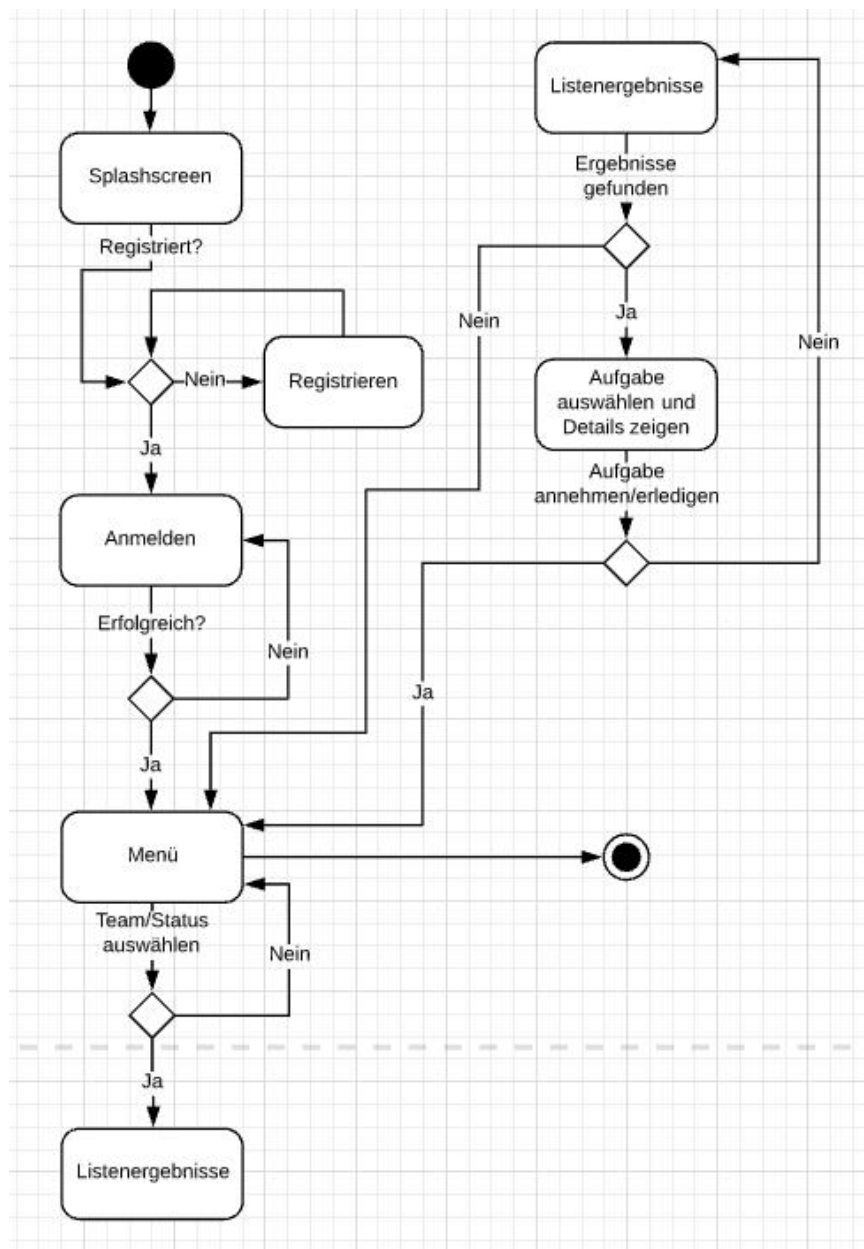 Splashscreen
Registriert?
Nein
Registrieren
Ja
Anmelden
Erfolgreich?
Nein
Ja
Menü
Team/Status
auswählen
Nein
Ja
Listenergebnisse
Listenergebnisse
Ergebnisse
gefunden
Nein
Ja
Nein
Aufgabe
auswählen und
Details zeigen
Aufgabe
annehmen/erledigen
Ja